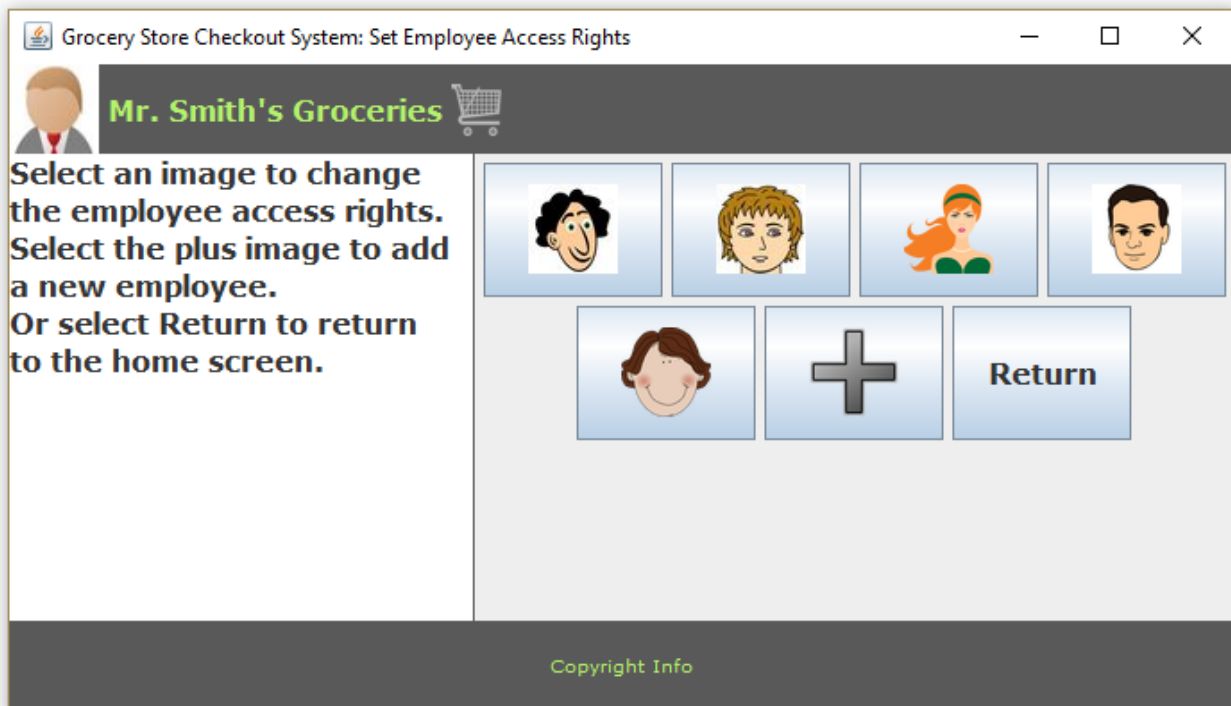 Grocery Store Checkout System: Set Employee Access Rights
Mr. Smith's Groceries
Select an image to change
the employee access rights.
Select the plus image to add
a new employee.
Or select Return to return
to the home screen.
Return
Copyright Info